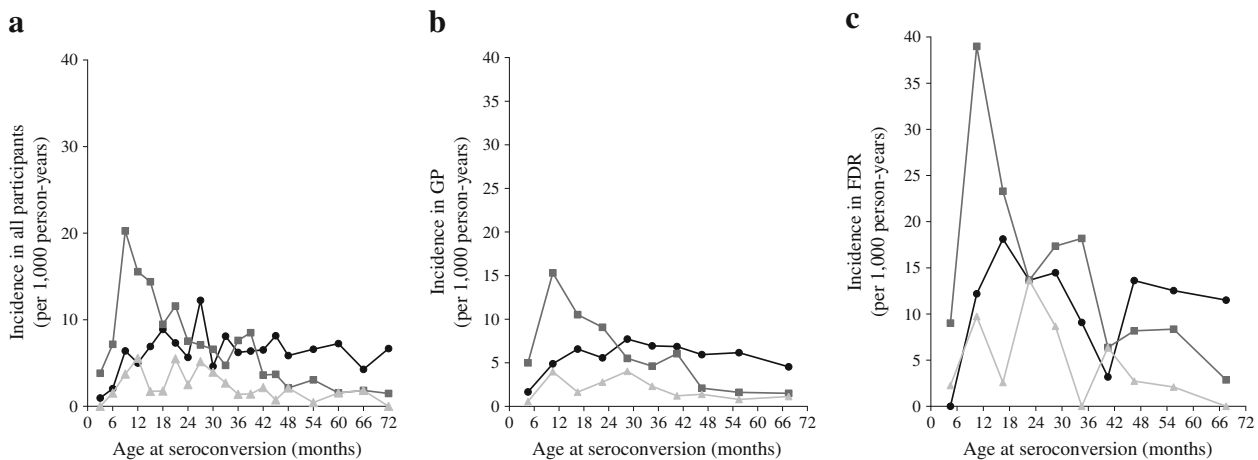 a
Incidence in all participants
(per 1,000 person-years)
40
30
20
10
0
0 6 12 18 24 30 36 42 48 54 60 66 72
Age at seroconversion (months)
b
Incidence in GP
(per 1,000 person-years)
40
35
30
25
20
15
10
5
0
0 6 12 18 24 30 36 42 48 54 60 66 72
Age at seroconversion (months)
c
Incidence in FDR
(per 1,000 person-years)
40
35
30
25
20
15
10
5
0
0 6 12 18 24 30 36 42 48 54 60 66 72
Age at seroconversion (months)